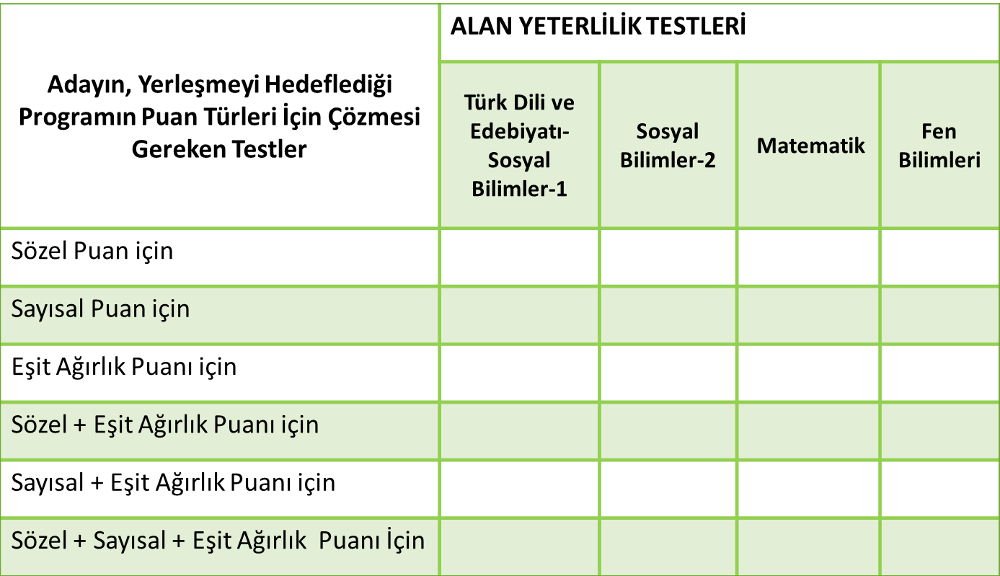 ALAN YETERLİLİK TESTLERİ
Adayın, Yerleşmeyi Hedeflediği
Programın Puan Türleri İçin Çözmesi
Gereken Testler
Türk Dili ve
Edebiyatı-
Sosyal
Bilimler-1
Sosyal
Bilimler-2
Matematik
Fen
Bilimleri
Sözel Puan için
Sayısal Puan için
Eşit Ağırlık Puanı için
Sözel + Eşit Ağırlık Puanı için
Sayısal + Eşit Ağırlık Puanı için
Sözel + Sayısal + Eşit Ağırlık  Puanı İçin